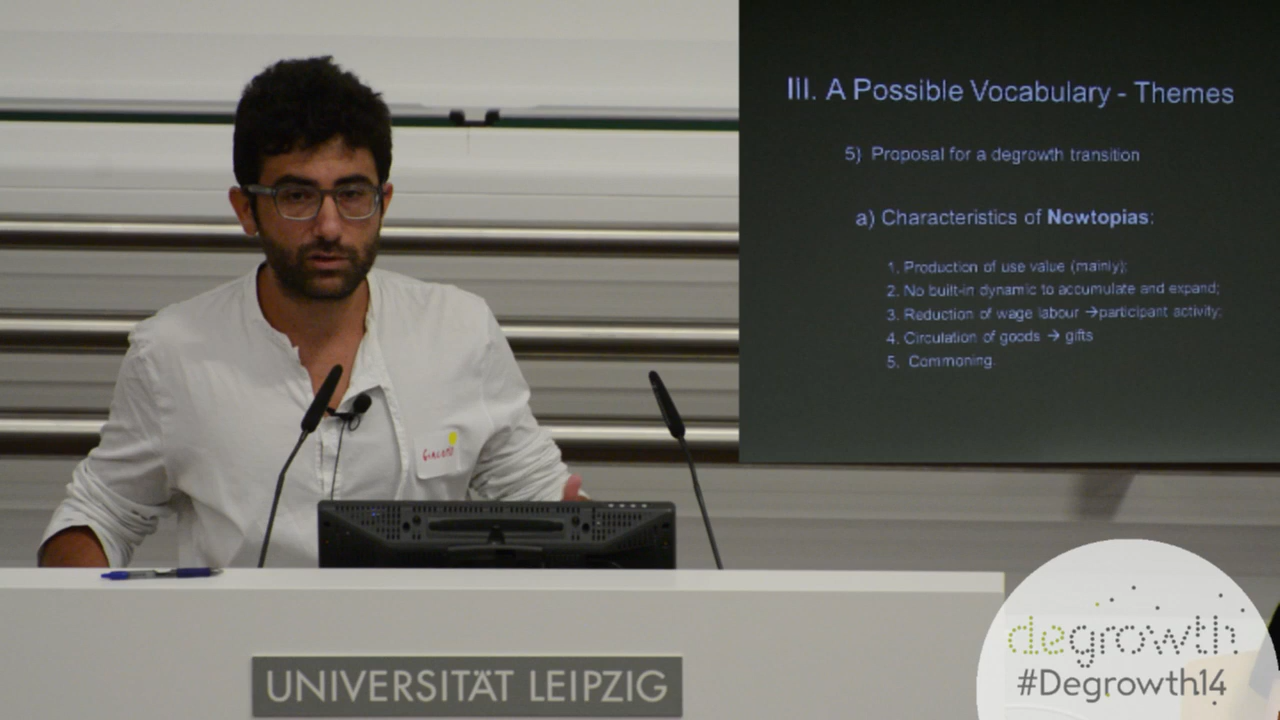 III. A Possible Vocabulary - Themes
5) Proposal for a degrowth transition
a) Characteristics of Nowtopias:
1. Production of use value (mainly);
2. No built-in dynamic to accumulate and expand;
3. Reduction of wage labour →participant activity;
4. Circulation of goods → gifts
5. Commoning.
UNIVERSITÄT LEIPZIG
degrowth
#Degrowth14